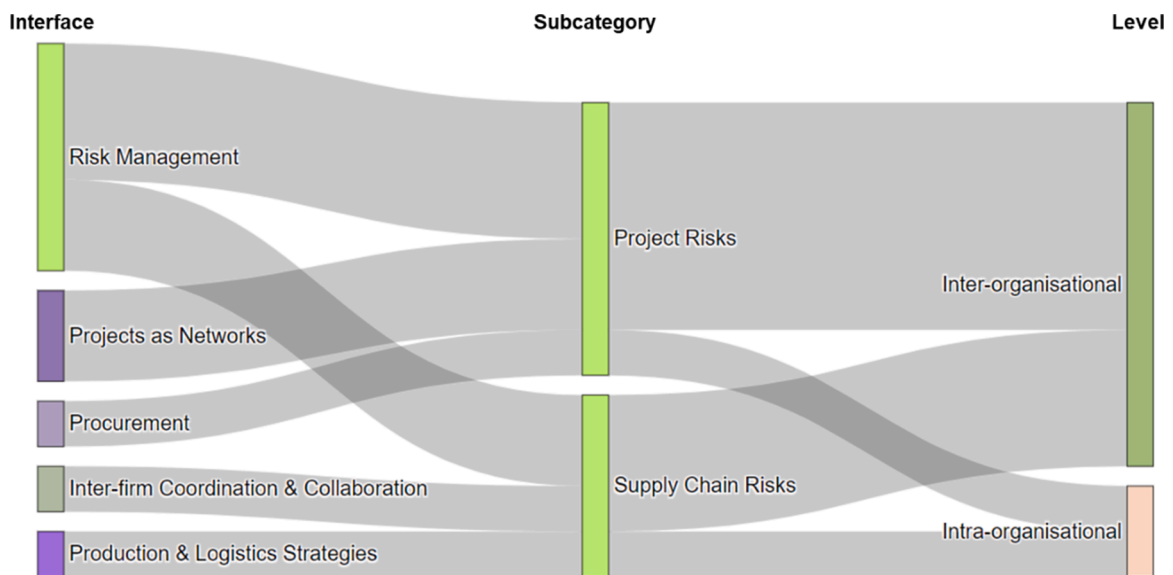 Interface
Subcategory
Level
Risk Management
Projects as Networks
Procurement
Inter-firm Coordination & Collaboration
Production & Logistics Strategies
Project Risks
Supply Chain Risks
Inter-organisational
Intra-organisational